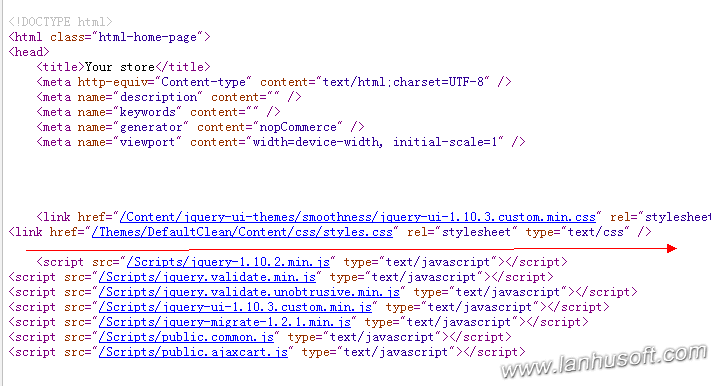 <!DOCTYPE html>
<html class="html-home-page">
<head>
    <title>Your store</title>
    <meta http-equiv="Content-type" content="text/html;charset=UTF-8" />
    <meta name="description" content="" />
    <meta name="keywords" content="" />
    <meta name="generator" content="nopCommerce" />
    <meta name="viewport" content="width=device-width, initial-scale=1" />
    <link href="/Content/jquery-ui-themes/smoothness/jquery-ui-1.10.3.custom.min.css" rel="stylesheet
<link href="/Themes/DefaultClean/Content/css/styles.css" rel="stylesheet" type="text/css" />
    <script src="/Scripts/jquery-1.10.2.min.js" type="text/javascript"></script>
<script src="/Scripts/jquery.validate.min.js" type="text/javascript"></script>
<script src="/Scripts/jquery.validate.unobtrusive.min.js" type="text/javascript"></script>
<script src="/Scripts/jquery-ui-1.10.3.custom.min.js" type="text/javascript"></script>
<script src="/Scripts/jquery-migrate-1.2.1.min.js" type="text/javascript"></script>
<script src="/Scripts/public.common.js" type="text/javascript"></script>
<script src="/Scripts/public.ajaxcart.js" type="text/javascript"></script>
www.lanhusoft.com